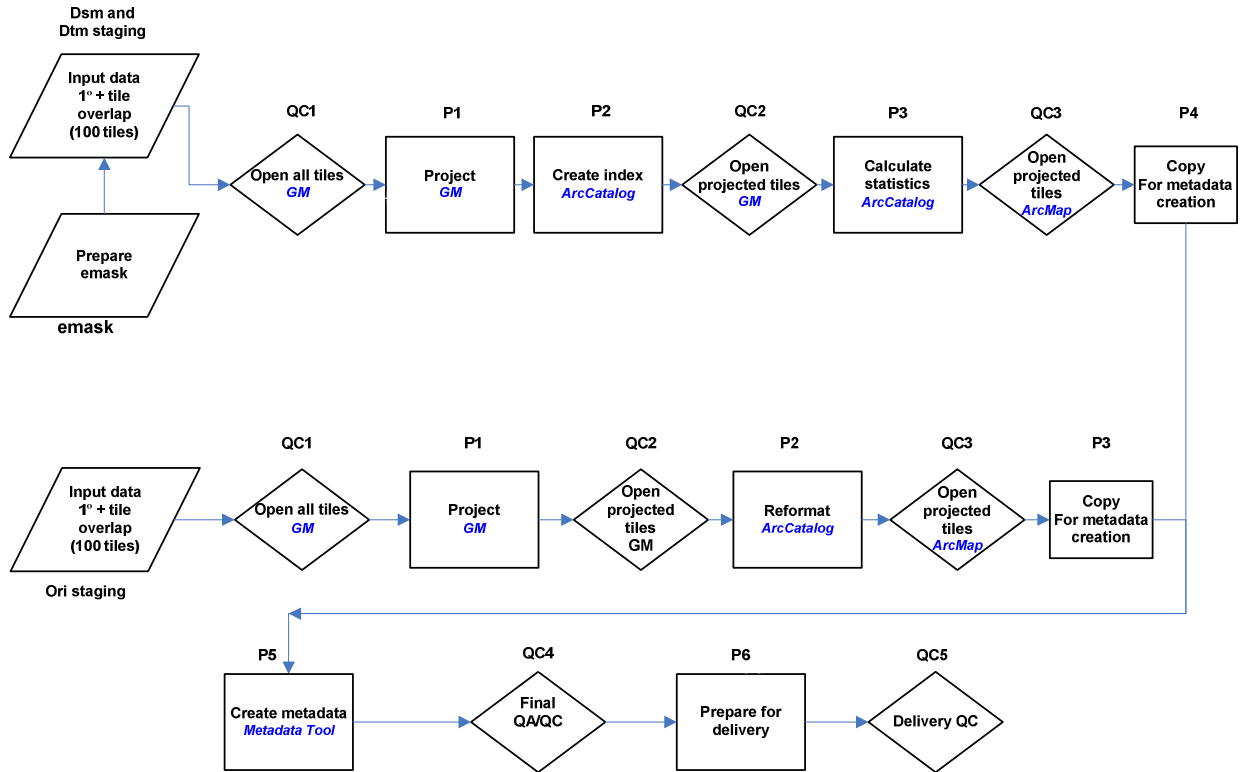 Dsm and
Dtm staging
Input data
1º + tile
overlap
(100 tiles)
QC1
Open all tiles
GM
P1
Project
GM
P2
Create index
ArcCatalog
QC2
Open
projected tiles
GM
P3
Calculate
statistics
ArcCatalog
QC3
Open
projected
tiles
ArcMap
P4
Copy
For metadata
creation
Prepare
emask
emask
Input data
1º + tile
overlap
(100 tiles)
Ori staging
QC1
Open all tiles
GM
P1
Project
GM
QC2
Open
projected
tiles
GM
P2
Reformat
ArcCatalog
QC3
Open
projected
tiles
ArcMap
P3
Copy
For metadata
creation
P5
Create metadata
Metadata Tool
QC4
Final
QA/QC
P6
Prepare for
delivery
QC5
Delivery QC